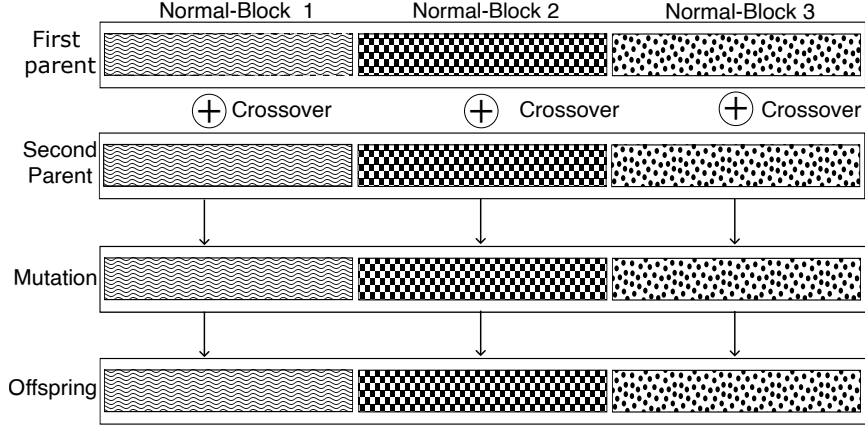 Normal-Block 1 Normal-Block 2 Normal-Block 3
First
parent
Crossover Crossover Crossover
Second
Parent
Mutation
Offspring